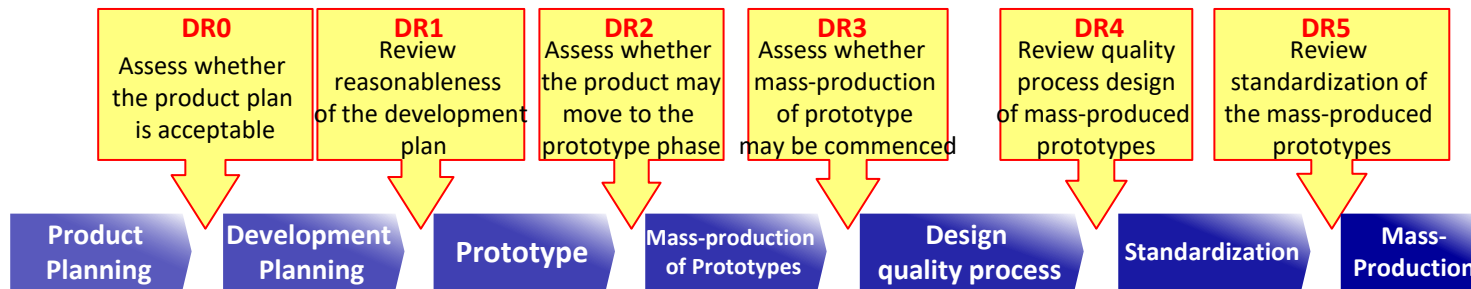 DR0
Assess whether
the product plan
is acceptable
DR1
Review
reasonableness
of the development
plan
DR2
Assess whether
the product may
move to the
prototype phase
DR3
Assess whether
mass-production
of prototype
may be commenced
DR4
Review quality
process design
of mass-produced
prototypes
DR5
Review
standardization of
the mass-produced
prototypes
Product
Planning
Development
Planning
Prototype
Mass-production
of Prototypes
Design
quality process
Standardization
Mass-
Production